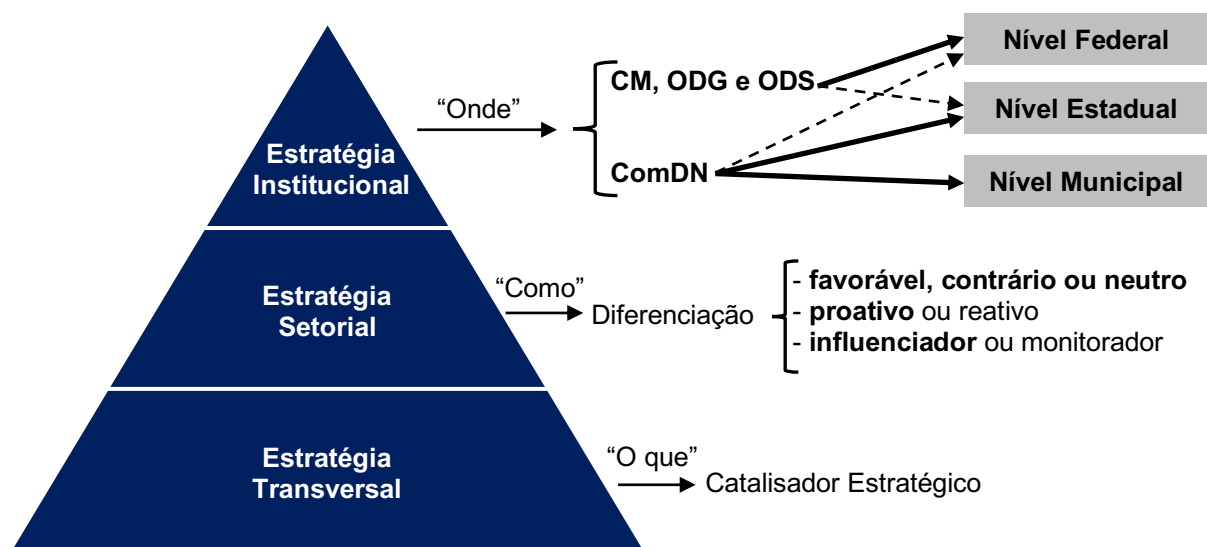 Estratégia
Institucional
“Onde”
CM, ODG e ODS
ComDN
Nível Federal
Nível Estadual
Nível Municipal
Estratégia
Setorial
“Como”
Diferenciação
- favorável, contrário ou neutro
- proativo ou reativo
- influenciador ou monitorador
Estratégia
Transversal
“O que”
Catalisador Estratégico